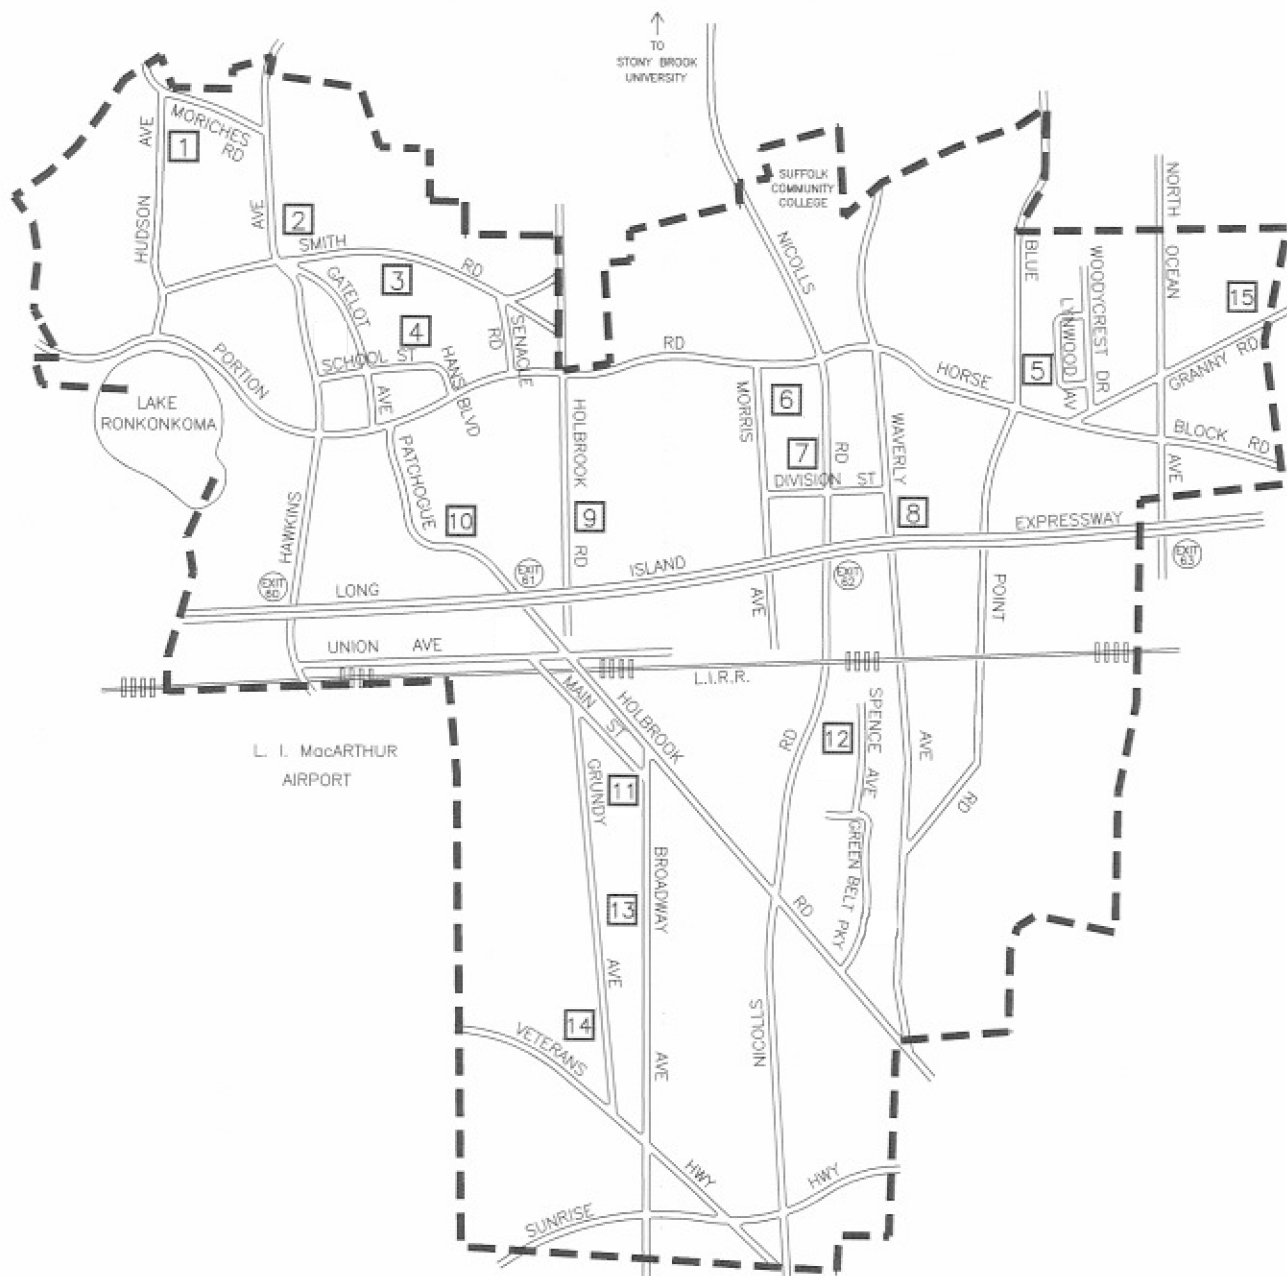 TO
STONY BROOK
UNIVERSITY
MORICHES
RD
AVE
1
HUDSON
2
AVE
SMITH
RD
3
GATELOT
4
SENACLE
RD
SCHOOL ST
HANS BLVD
AVE
PORTION
LAKE
RONKONKOMA
SUFFOLK
COMMUNITY
COLLEGE
NICOLLS
RD
NORTH
OCEAN
AVE
BLUE
WOODYCREST DR
LYNWOOD AV
15
GRANNY RD
5
HORSE
BLOCK RD
MORRIS
6
7
RD
DIVISION ST
WAVERLY
8
HOLBROOK
9
RD
PATCHOGUE
10
HAWKINS
EXIT
60
EXIT
61
EXIT
62
EXIT
63
LONG
ISLAND
EXPRESSWAY
AVE
POINT
UNION AVE
L.I.R.R.
MAIN ST
HOLBROOK
RD
L. I. MacARTHUR
AIRPORT
GRUNDY
11
BROADWAY
RD
12
SPENCE AVE
AVE
RD
GREEN BELT PKY
13
AVE
14
VETERANS
AVE
NICOLLS
HWY
SUNRISE
HWY